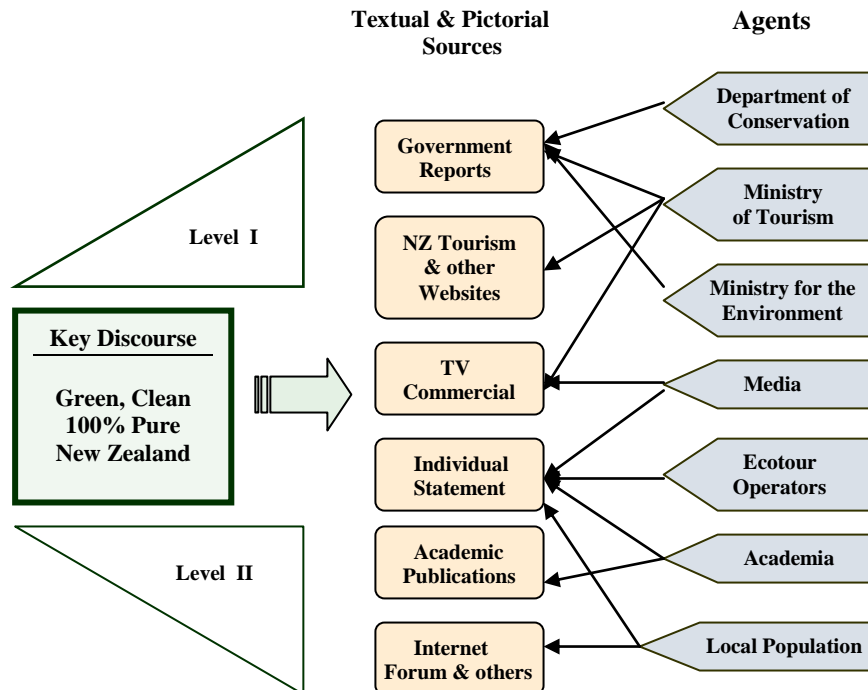 Textual & Pictorial
Sources
Agents
Level I
Key Discourse
Green, Clean
100% Pure
New Zealand
Level II
Government
Reports
NZ Tourism
& other
Websites
TV
Commercial
Individual
Statement
Academic
Publications
Internet
Forum & others
Department of
Conservation
Ministry
of Tourism
Ministry for the
Environment
Media
Ecotour
Operators
Academia
Local Population